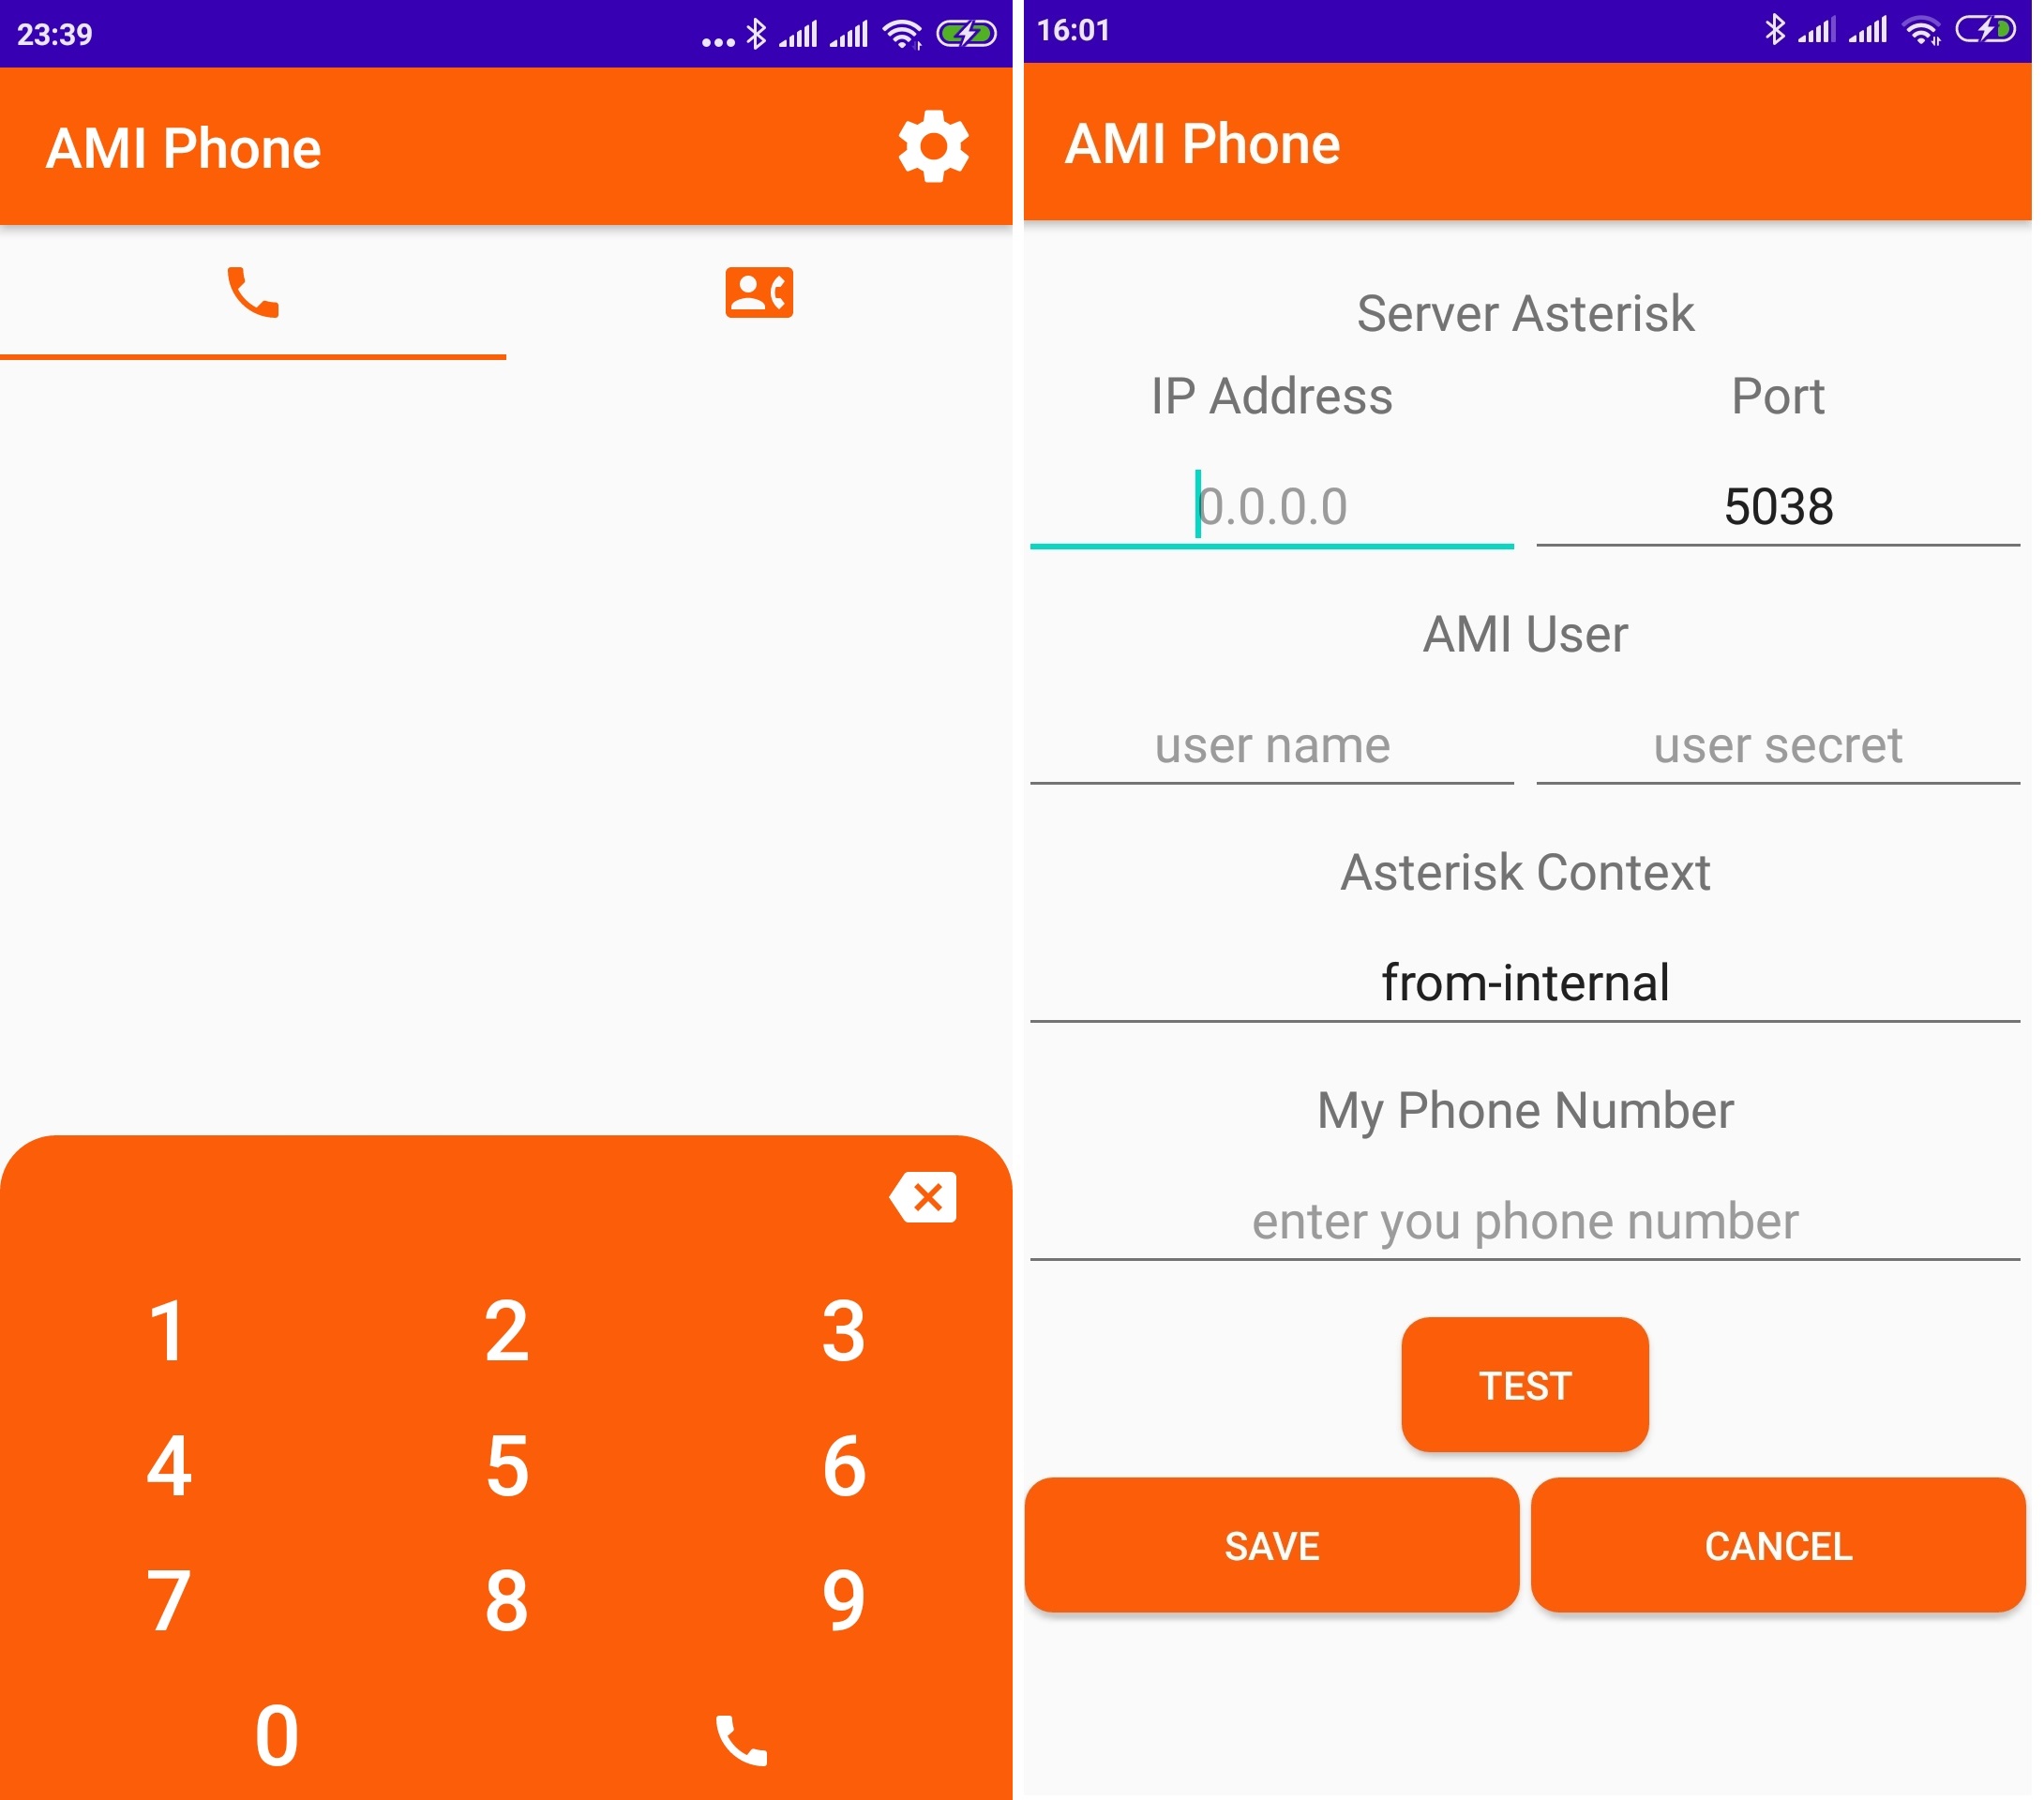 23:39
AMI Phone
1 2 3
4 5 6
7 8 9
0
16:01
AMI Phone
Server Asterisk
IP Address Port
0.0.0.0 5038
AMI User
user name user secret
Asterisk Context
from-internal
My Phone Number
enter you phone number
TEST
SAVE CANCEL